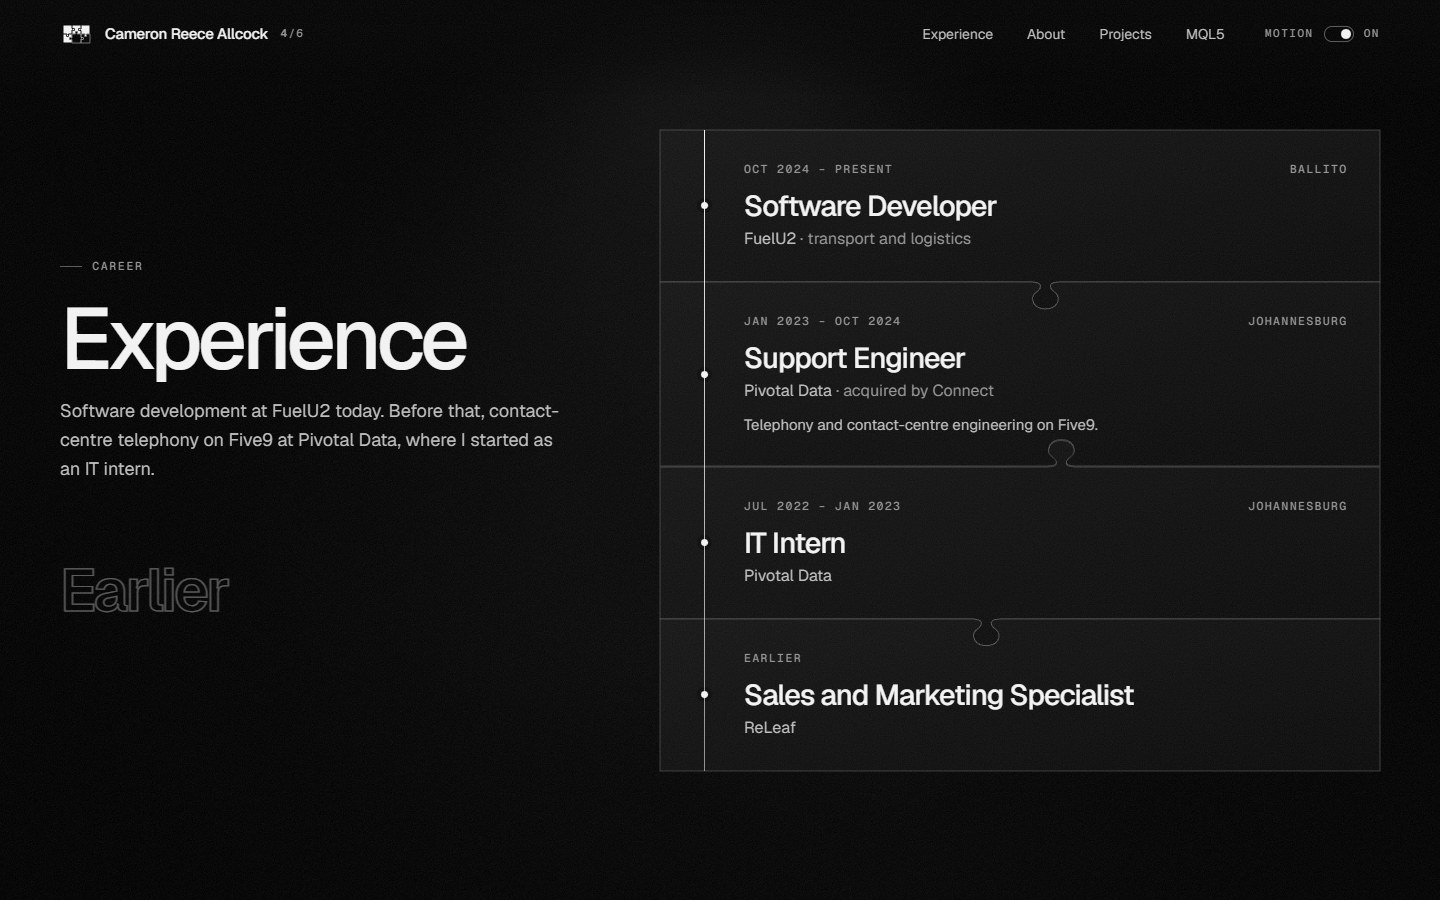 Cameron Reece Allcock 4/6
Experience About Projects MQL5 MOTION ON
CAREER
Experience
Software development at FuelU2 today. Before that, contact-
centre telephony on Five9 at Pivotal Data, where I started as
an IT intern.
Earlier
OCT 2024 – PRESENT BALLITO
Software Developer
FuelU2 · transport and logistics
JAN 2023 – OCT 2024 JOHANNESBURG
Support Engineer
Pivotal Data · acquired by Connect
Telephony and contact-centre engineering on Five9.
JUL 2022 – JAN 2023 JOHANNESBURG
IT Intern
Pivotal Data
EARLIER
Sales and Marketing Specialist
ReLeaf